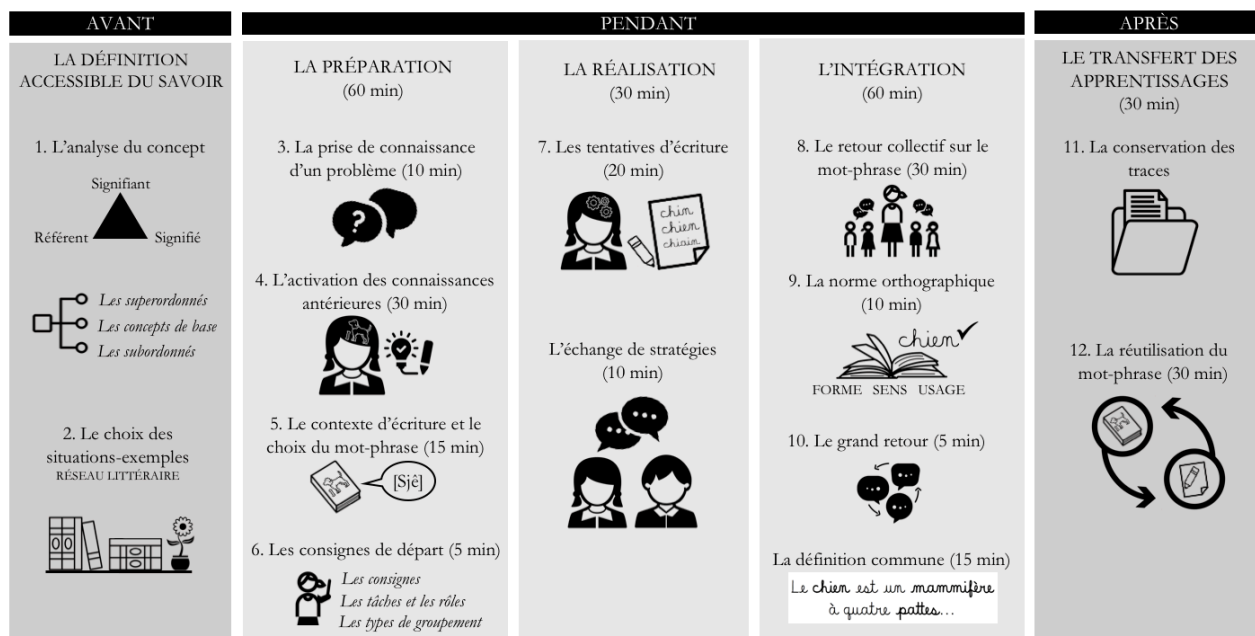 AVANT
LA DÉFINITION
ACCESSIBLE DU SAVOIR
1. L'analyse du concept
Signifiant
Référent
Signifié
Les superordonnés
Les concepts de base
Les subordonnés
2. Le choix des
situations-exemples
RÉSEAU LITTÉRAIRE
PENDANT
LA PRÉPARATION
(60 min)
3. La prise de connaissance
d'un problème (10 min)
?
4. L'activation des connaissances
antérieures (30 min)
5. Le contexte d'écriture et le
choix du mot-phrase (15 min)
[Sjê]
6. Les consignes de départ (5 min)
Les consignes
Les tâches et les rôles
Les types de groupement
LA RÉALISATION
(30 min)
7. Les tentatives d'écriture
(20 min)
chin
chien
chiain
L'échange de stratégies
(10 min)
L'INTÉGRATION
(60 min)
8. Le retour collectif sur le
mot-phrase (30 min)
9. La norme orthographique
(10 min)
chien
FORME SENS USAGE
10. Le grand retour (5 min)
La définition commune (15 min)
Le chien est un mammifère
à quatre pattes...
APRÈS
LE TRANSFERT DES
APPRENTISSAGES
(30 min)
11. La conservation des
traces
12. La réutilisation du
mot-phrase (30 min)